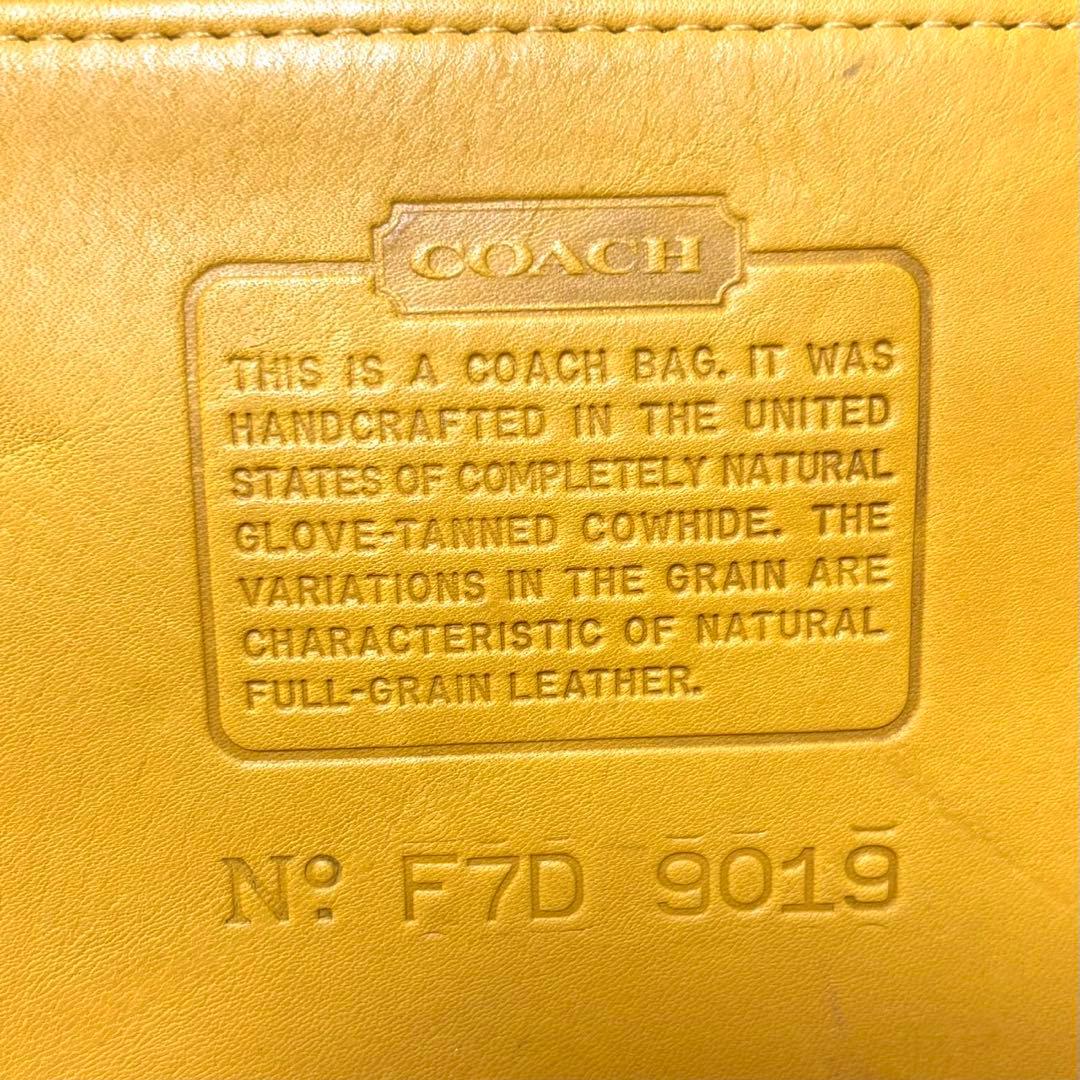 COACH
THIS IS A COACH BAG. IT WAS
HANDCRAFTED IN THE UNITED
STATES OF COMPLETELY NATURAL
GLOVE-TANNED COWHIDE. THE
VARIATIONS IN THE GRAIN ARE
CHARACTERISTIC OF NATURAL
FULL-GRAIN LEATHER.
Nº: F7D 9019